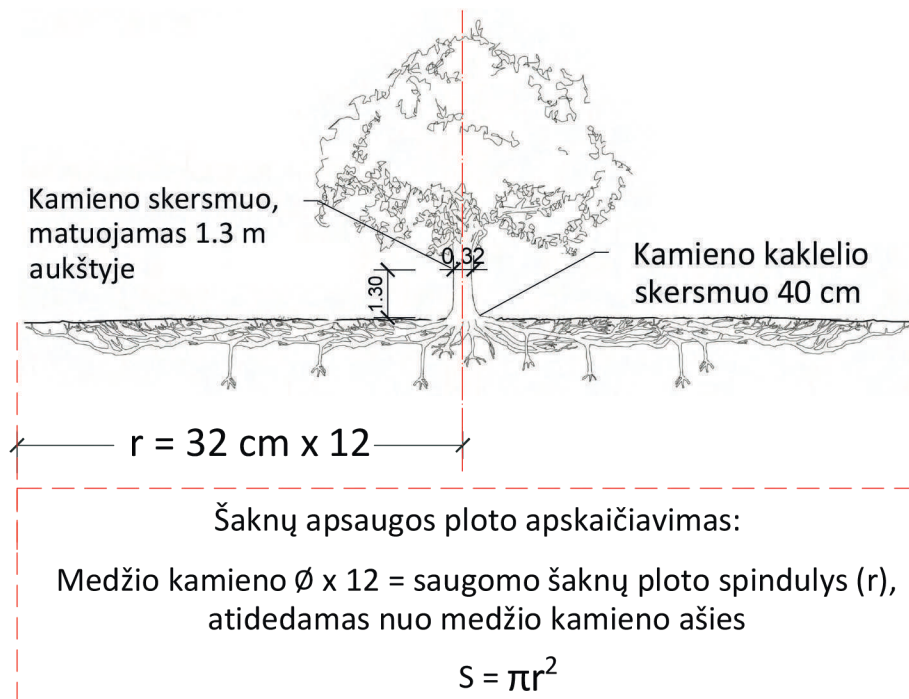 Kamieno skersmuo,
matuojamas 1.3 m
aukštyje
0,32
1.30
Kamieno kaklelio
skersmuo 40 cm
r = 32 cm x 12
Šaknų apsaugos ploto apskaičiavimas:
Medžio kamieno Ø x 12 = saugomo šaknų ploto spindulys (r),
atidedamas nuo medžio kamieno ašies
S = πr²